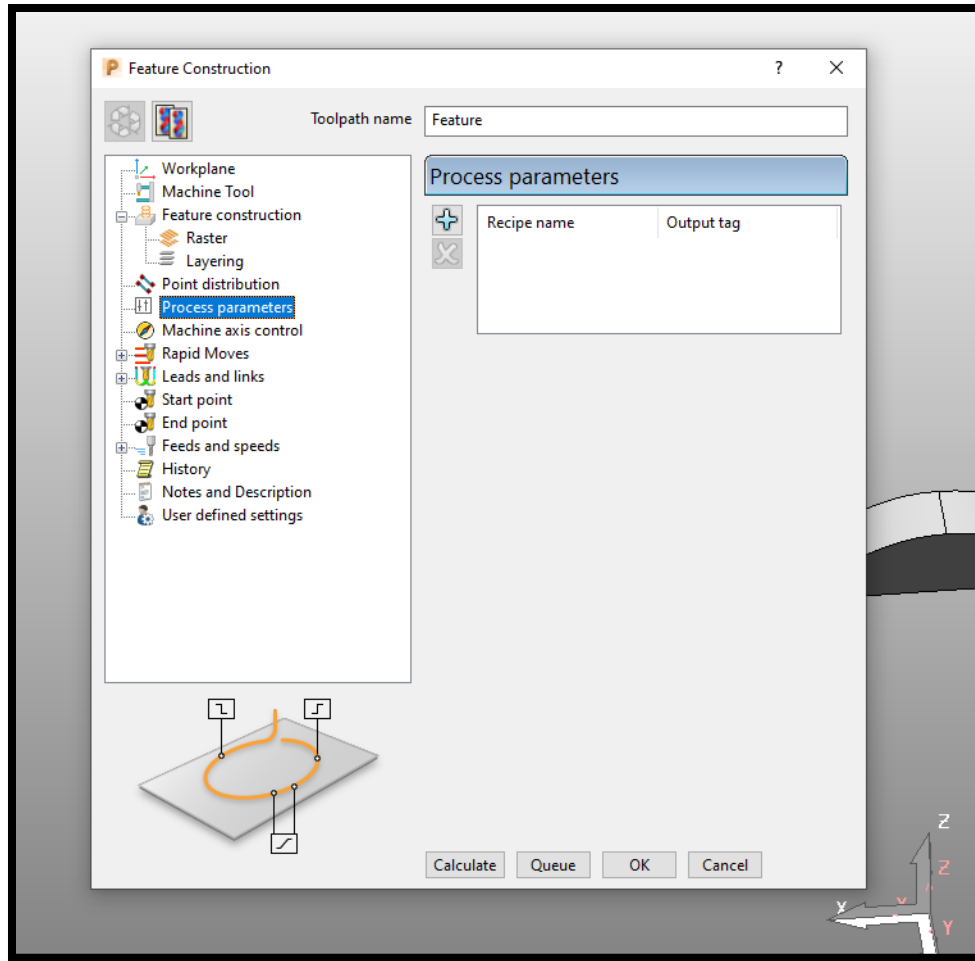 Feature Construction
?
Toolpath name
Feature
Workplane
Machine Tool
Feature construction
Raster
Layering
Point distribution
Process parameters
Machine axis control
Rapid Moves
Leads and links
Start point
End point
Feeds and speeds
History
Notes and Description
User defined settings
Process parameters
Recipe name Output tag
Calculate Queue OK Cancel
Z
Z
X Y
Y